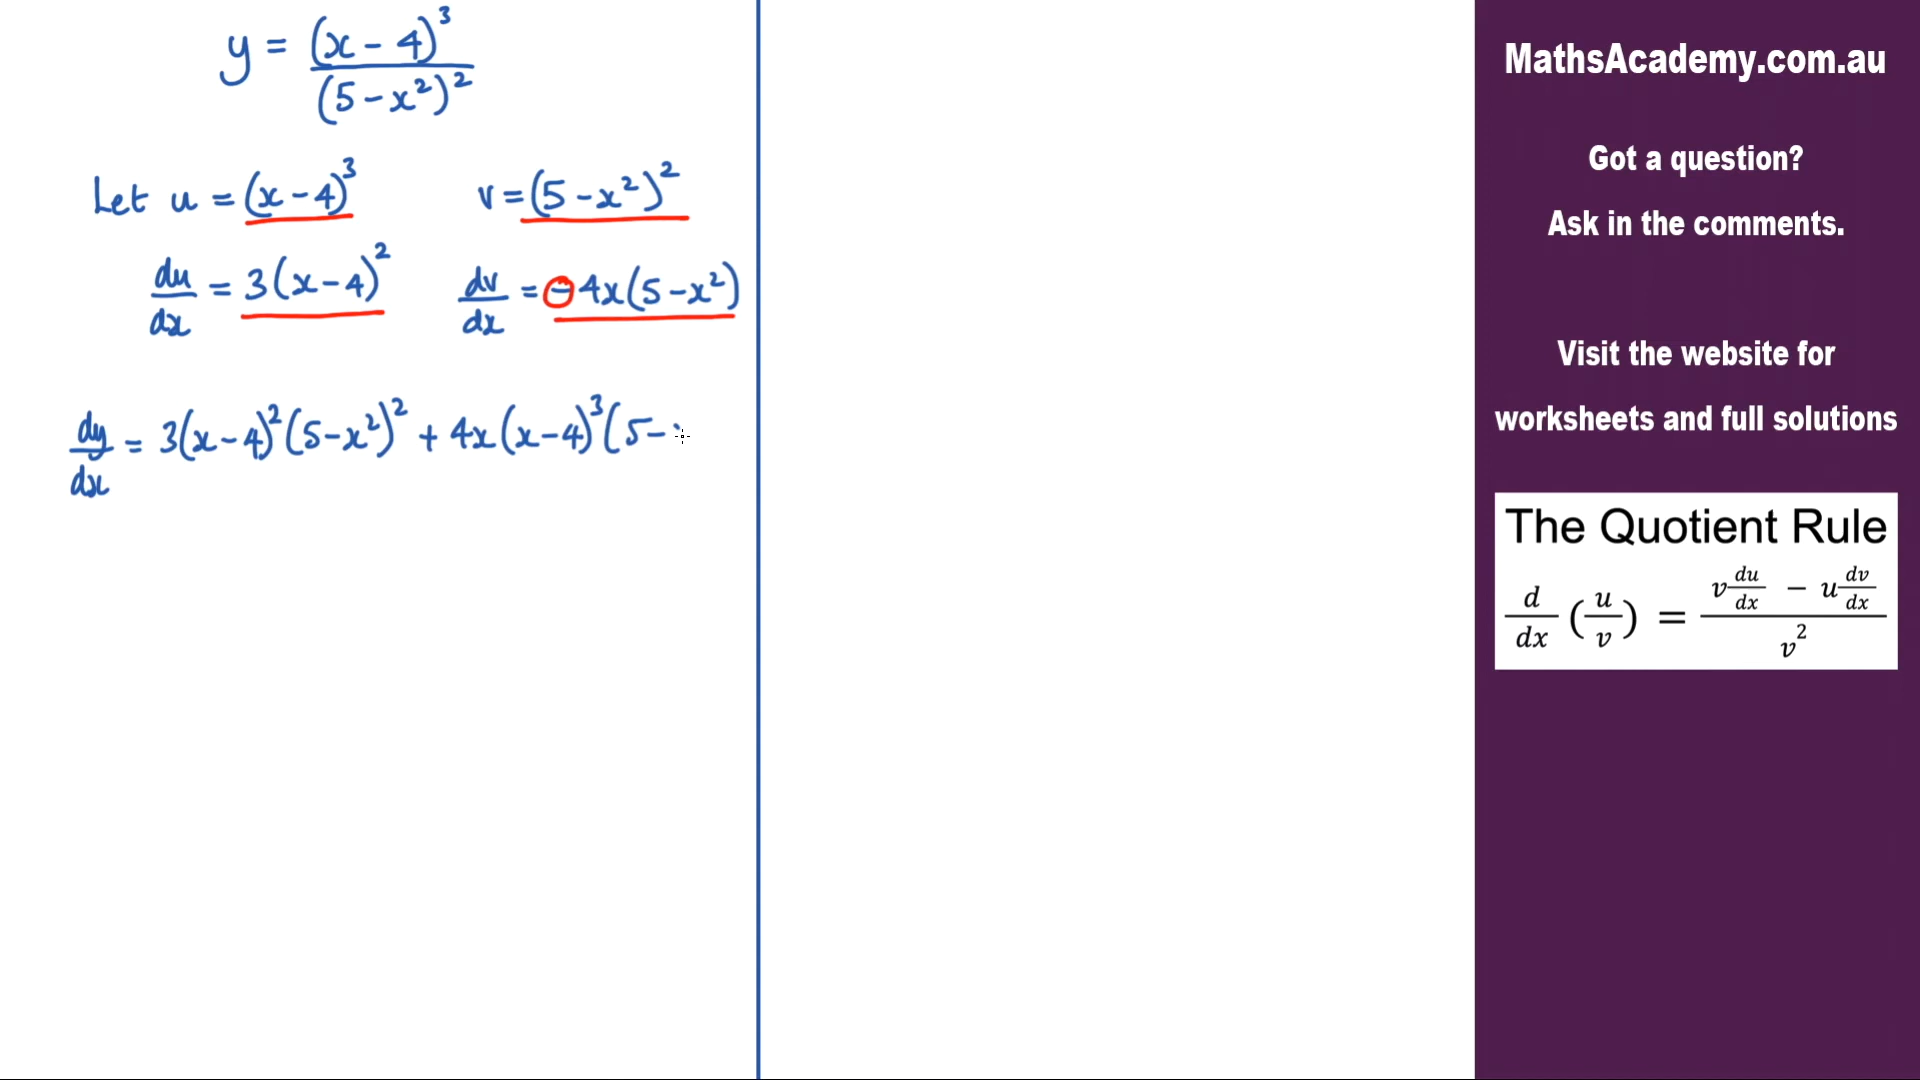 y = (x - 4)³ / (5 - x²)²
Let u = (x - 4)³    v = (5 - x²)²
du/dx = 3(x - 4)²    dv/dx = -4x(5 - x²)
dy/dx = 3(x - 4)²(5 - x²)² + 4x(x - 4)³(5 -
MathsAcademy.com.au
Got a question?
Ask in the comments.
Visit the website for
worksheets and full solutions
The Quotient Rule
d/dx (u/v) = (v du/dx - u dv/dx) / v²